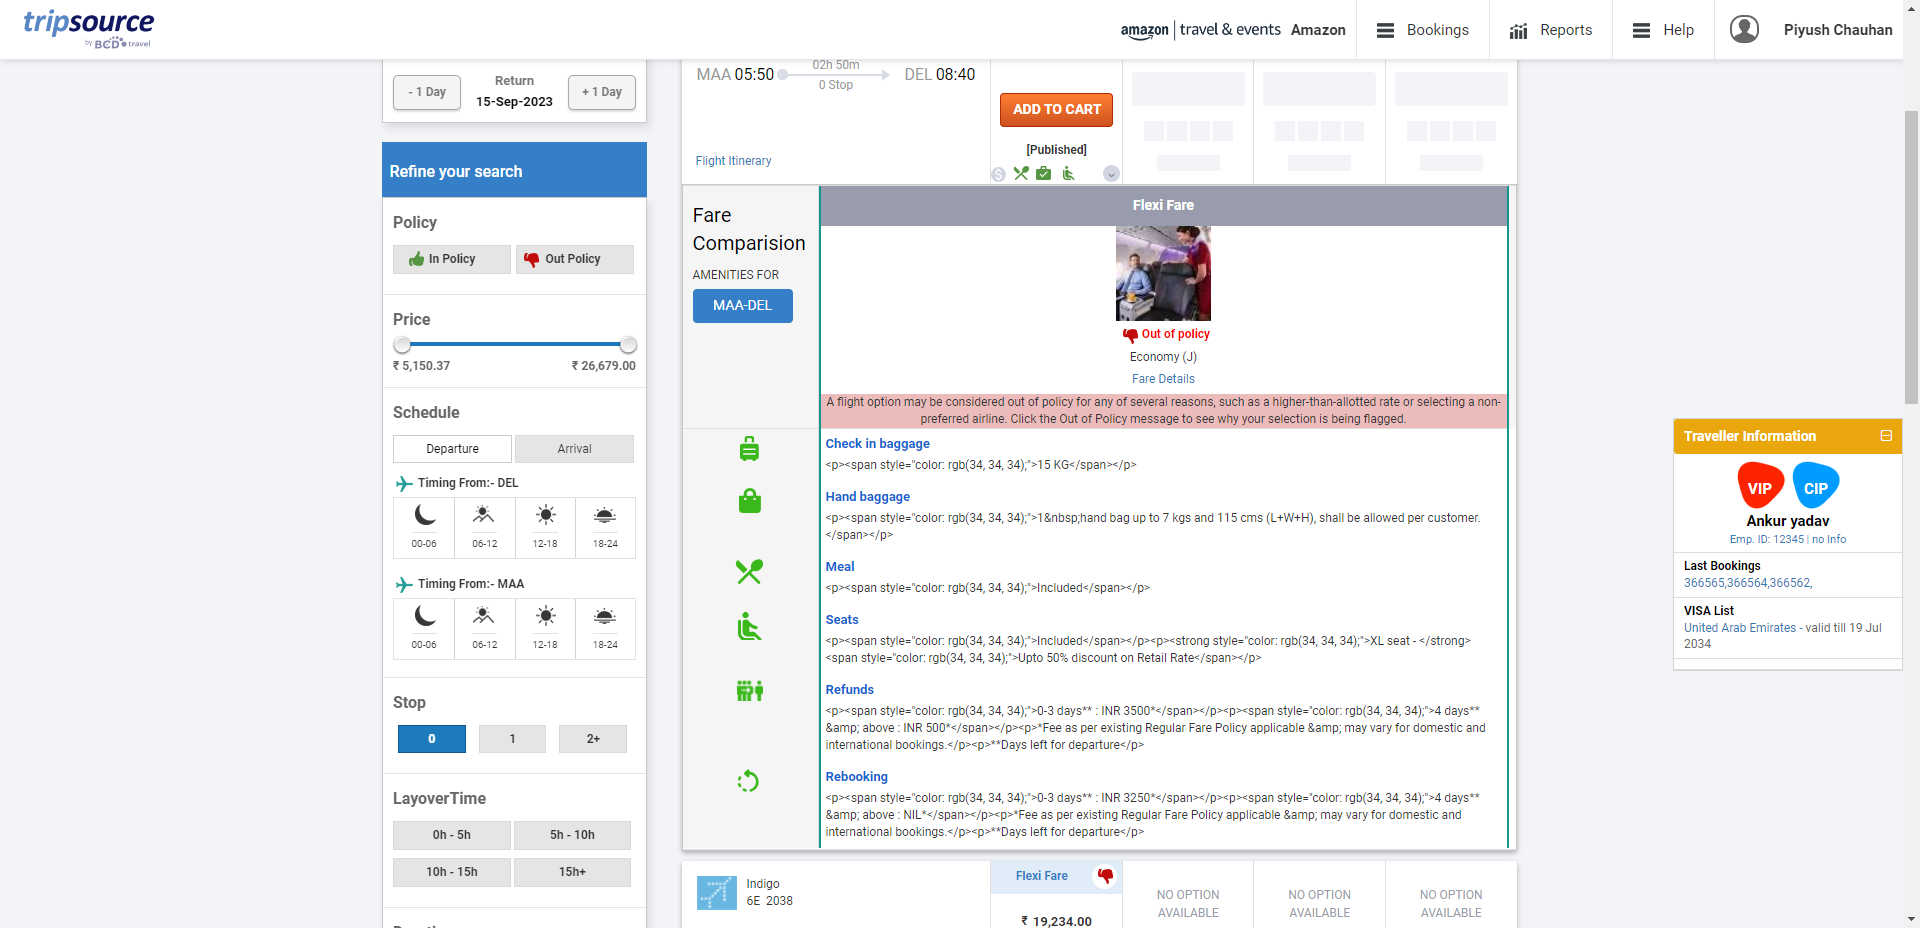 tripsource
by BCD travel
amazon | travel & events Amazon
Bookings
Reports
Help
Piyush Chauhan
- 1 Day
Return
15-Sep-2023
+ 1 Day
Refine your search
Policy
In Policy
Out Policy
Price
₹ 5,150.37
₹ 26,679.00
Schedule
Departure
Arrival
Timing From:- DEL
00-06
06-12
12-18
18-24
Timing From:- MAA
00-06
06-12
12-18
18-24
Stop
0
1
2+
LayoverTime
0h - 5h
5h - 10h
10h - 15h
15h+
MAA 05:50
02h 50m
0 Stop
DEL 08:40
Flight Itinerary
ADD TO CART
[Published]
Fare
Comparision
AMENITIES FOR
MAA-DEL
Flexi Fare
Out of policy
Economy (J)
Fare Details
A flight option may be considered out of policy for any of several reasons, such as a higher-than-allotted rate or selecting a non-
preferred airline. Click the Out of Policy message to see why your selection is being flagged.
Check in baggage
<p><span style="color: rgb(34, 34, 34);">15 KG</span></p>
Hand baggage
<p><span style="color: rgb(34, 34, 34);">1&nbsp;hand bag up to 7 kgs and 115 cms (L+W+H), shall be allowed per customer.
</span></p>
Meal
<p><span style="color: rgb(34, 34, 34);">Included</span></p>
Seats
<p><span style="color: rgb(34, 34, 34);">Included</span></p><p><strong style="color: rgb(34, 34, 34);">XL seat - </strong>
<span style="color: rgb(34, 34, 34);">Upto 50% discount on Retail Rate</span></p>
Refunds
<p><span style="color: rgb(34, 34, 34);">0-3 days** : INR 3500*</span></p><p><span style="color: rgb(34, 34, 34);">4 days**
&amp; above : INR 500*</span></p><p>*Fee as per existing Regular Fare Policy applicable &amp; may vary for domestic and
international bookings.</p><p>**Days left for departure</p>
Rebooking
<p><span style="color: rgb(34, 34, 34);">0-3 days** : INR 3250*</span></p><p><span style="color: rgb(34, 34, 34);">4 days**
&amp; above : NIL*</span></p><p>*Fee as per existing Regular Fare Policy applicable &amp; may vary for domestic and
international bookings.</p><p>**Days left for departure</p>
Indigo
6E 2038
Flexi Fare
₹ 19,234.00
NO OPTION
AVAILABLE
NO OPTION
AVAILABLE
NO OPTION
AVAILABLE
Traveller Information
VIP
CIP
Ankur yadav
Emp. ID: 12345 | no Info
Last Bookings
366565,366564,366562,
VISA List
United Arab Emirates - valid till 19 Jul
2034